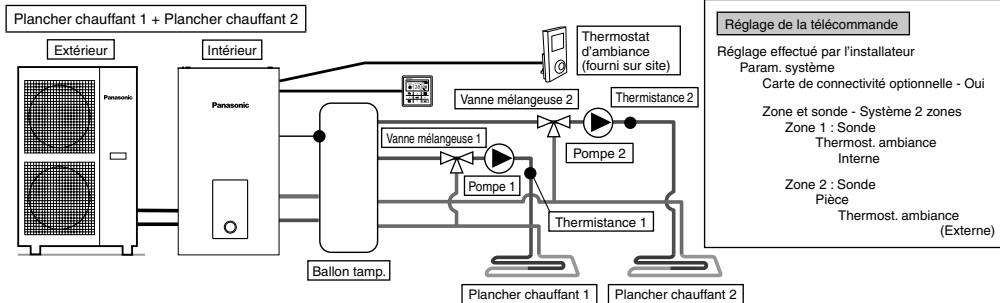 Plancher chauffant 1 + Plancher chauffant 2
Extérieur
Intérieur
Panasonic
Panasonic
Thermostat
d'ambiance
(fourni sur site)
Vanne mélangeuse 2
Thermistance 2
Vanne mélangeuse 1
Pompe 2
Pompe 1
Thermistance 1
Ballon tamp.
Plancher chauffant 1
Plancher chauffant 2
Réglage de la télécommande
Réglage effectué par l'installateur
Param. système
Carte de connectivité optionnelle - Oui
Zone et sonde - Système 2 zones
Zone 1 : Sonde
Thermost. ambiance
Interne
Zone 2 : Sonde
Pièce
Thermost. ambiance
(Externe)